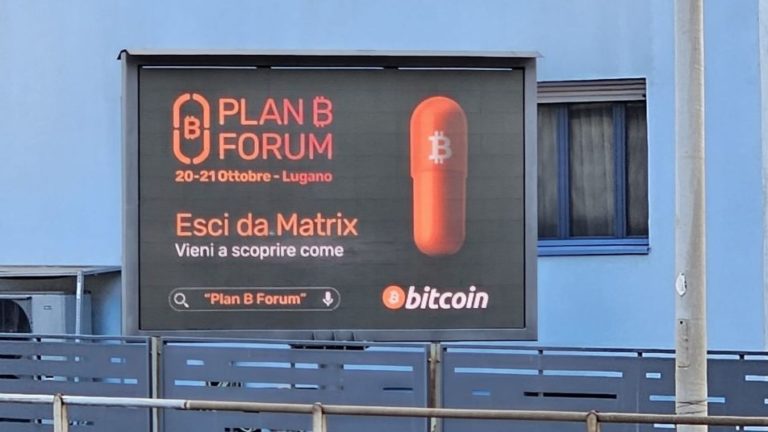 PLAN ₿
FORUM
20-21 Ottobre - Lugano
Esci da Matrix
Vieni a scoprire come
"Plan B Forum"
bitcoin